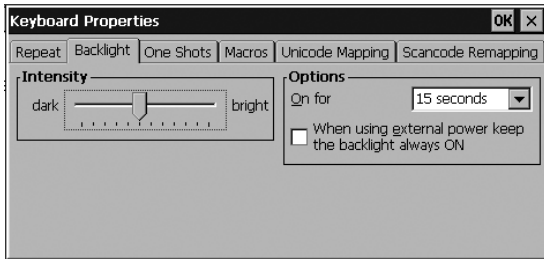 Keyboard Properties OK ×
Repeat Backlight One Shots Macros Unicode Mapping Scancode Remapping
Intensity
dark bright
Options
On for 15 seconds
When using external power keep
the backlight always ON